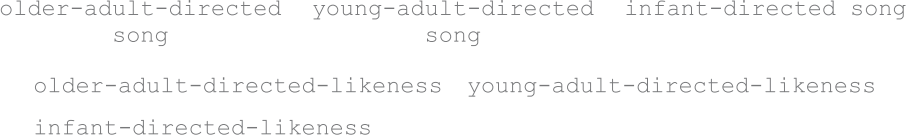 older-adult-directed young-adult-directed infant-directed song
song song
older-adult-directed-likeness young-adult-directed-likeness
infant-directed-likeness